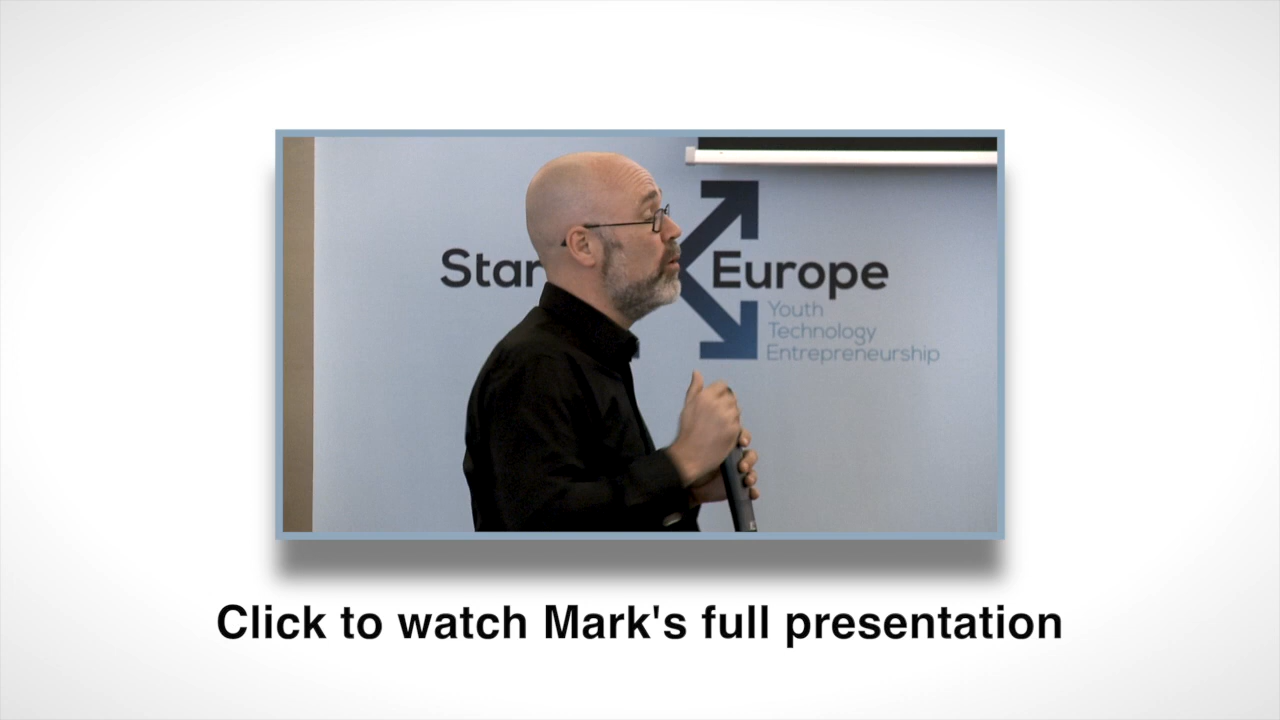 Star Europe
Youth
Technology
Entrepreneurship
Click to watch Mark's full presentation